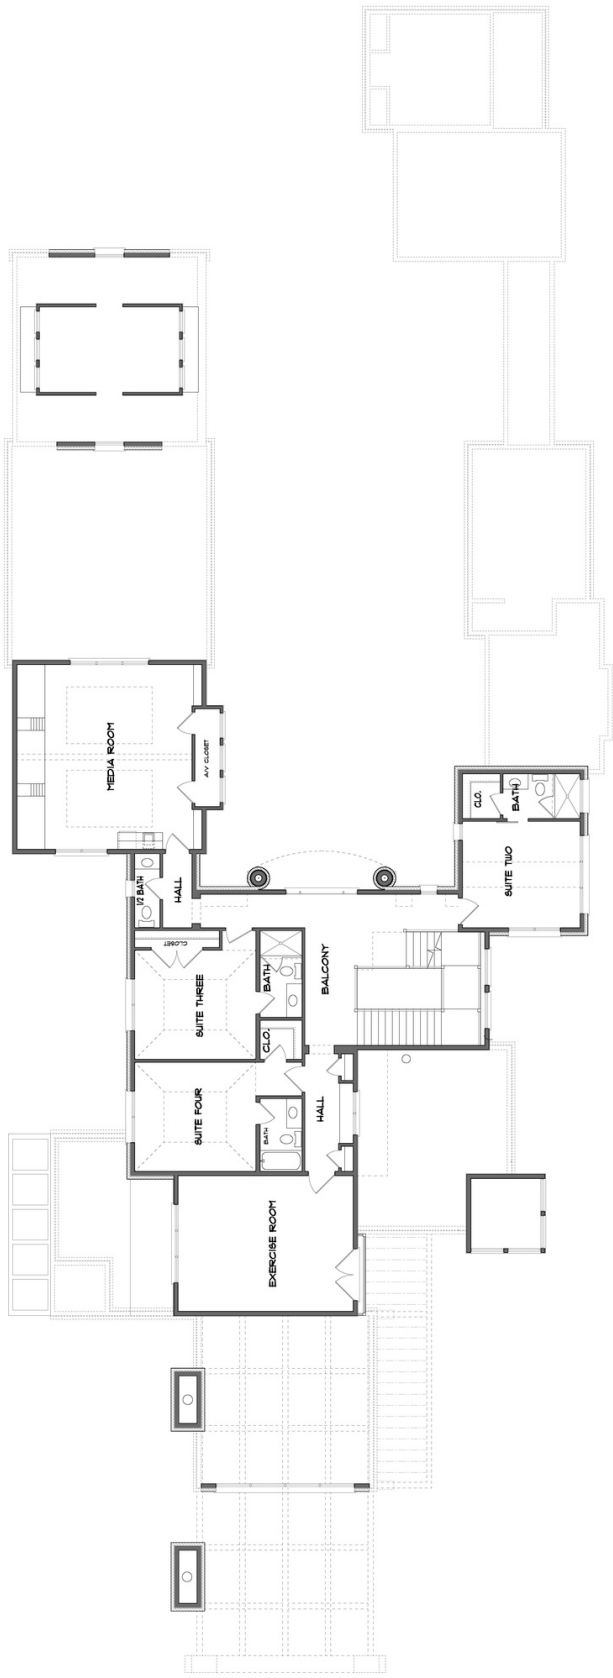 MEDIA ROOM
A/V CLOSET
CLO.
BATH
SUITE TWO
1/2 BATH
HALL
CLOSET
SUITE THREE
BATH
BALCONY
CLO.
SUITE FOUR
BATH
HALL
EXERCISE ROOM